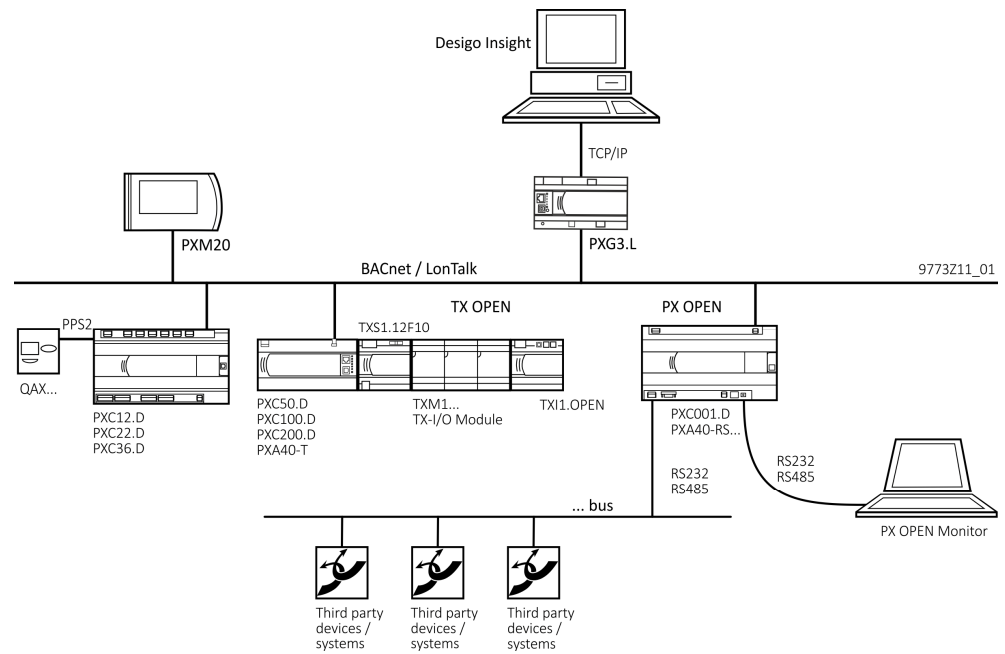 Desigo Insight
TCP/IP
PXM20
PXG3.L
BACnet / LonTalk
9773Z11_01
TX OPEN
PX OPEN
PPS2
TXS1.12F10
QAX...
PXC12.D
PXC22.D
PXC36.D
PXC50.D
PXC100.D
PXC200.D
PXA40-T
TXM1...
TX-I/O Module
TXI1.OPEN
PXC001.D
PXA40-RS...
RS232
RS485
RS232
RS485
... bus
PX OPEN Monitor
Third party
devices /
systems
Third party
devices /
systems
Third party
devices /
systems